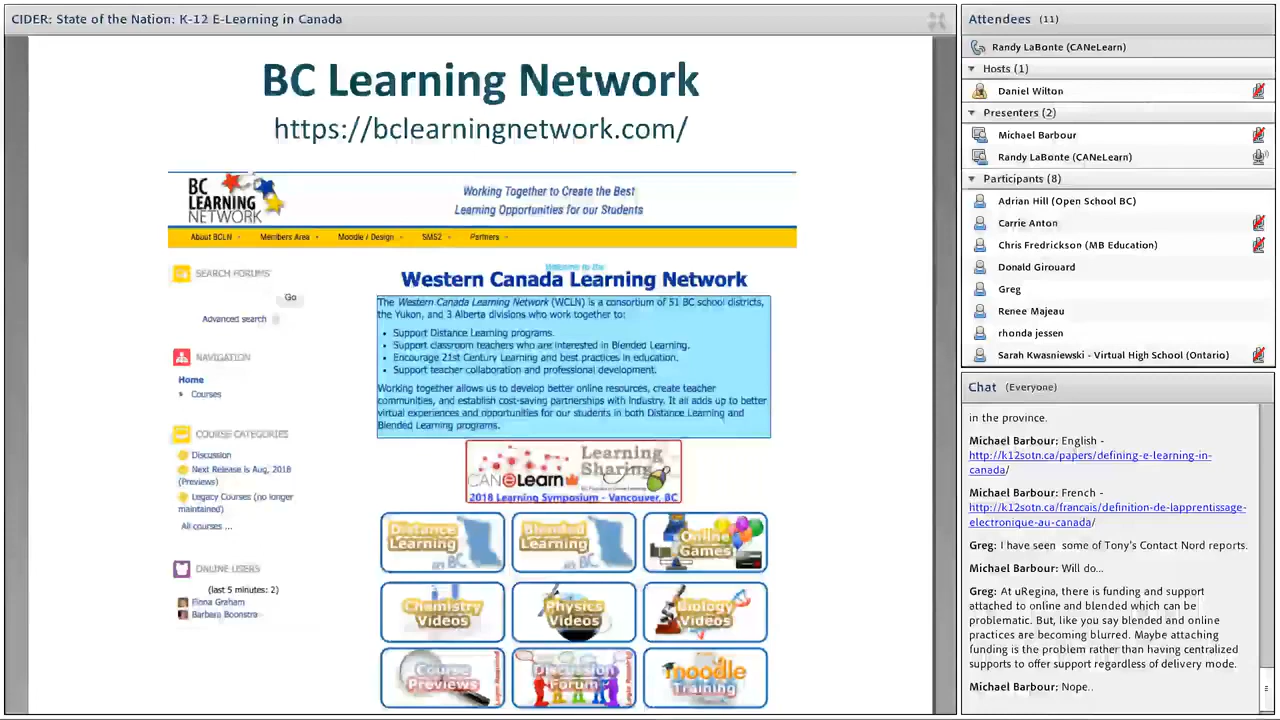 CIDER: State of the Nation: K-12 E-Learning in Canada
BC Learning Network
https://bclearningnetwork.com/
BC
LEARNING
NETWORK
Working Together to Create the Best
Learning Opportunities for our Students
About BCLN
Members Area
Moodle / Design
SMS2
Partners
SEARCH FORUMS
Go
Advanced search
NAVIGATION
Home
Courses
COURSE CATEGORIES
Discussion
Next Release is Aug, 2018
(Previews)
Legacy Courses (no longer
maintained)
All courses ...
ONLINE USERS
(last 5 minutes: 2)
Fiona Graham
Barbara Boonstra
Welcome to the
Western Canada Learning Network
The Western Canada Learning Network (WCLN) is a consortium of 51 BC school districts,
the Yukon, and 3 Alberta divisions who work together to:
• Support Distance Learning programs.
• Support classroom teachers who are interested in Blended Learning.
• Encourage 21st Century Learning and best practices in education.
• Support teacher collaboration and professional development.
Working together allows us to develop better online resources, create teacher
communities, and establish cost-saving partnerships with Industry. It all adds up to better
virtual experiences and opportunities for our students in both Distance Learning and
Blended Learning programs.
CANeLearn
Learning
Sharing
2018 Learning Symposium - Vancouver, BC
Distance
Learning
in BC
Blended
Learning
in BC
Online
Games
Chemistry
Videos
Physics
Videos
Biology
Videos
Course
Previews
Discussion
Forum
moodle
Training
Attendees (11)
Randy LaBonte (CANeLearn)
Hosts (1)
Daniel Wilton
Presenters (2)
Michael Barbour
Randy LaBonte (CANeLearn)
Participants (8)
Adrian Hill (Open School BC)
Carrie Anton
Chris Fredrickson (MB Education)
Donald Girouard
Greg
Renee Majeau
rhonda jessen
Sarah Kwasniewski - Virtual High School (Ontario)
Chat (Everyone)
in the province.
Michael Barbour: English -
http://k12sotn.ca/papers/defining-e-learning-in-
canada/
Michael Barbour: French -
http://k12sotn.ca/francais/definition-de-lapprentissage-
electronique-au-canada/
Greg: I have seen some of Tony's Contact Nord reports.
Michael Barbour: Will do...
Greg: At uRegina, there is funding and support
attached to online and blended which can be
problematic. But, like you say blended and online
practices are becoming blurred. Maybe attaching
funding is the problem rather than having centralized
supports to offer support regardless of delivery mode.
Michael Barbour: Nope..